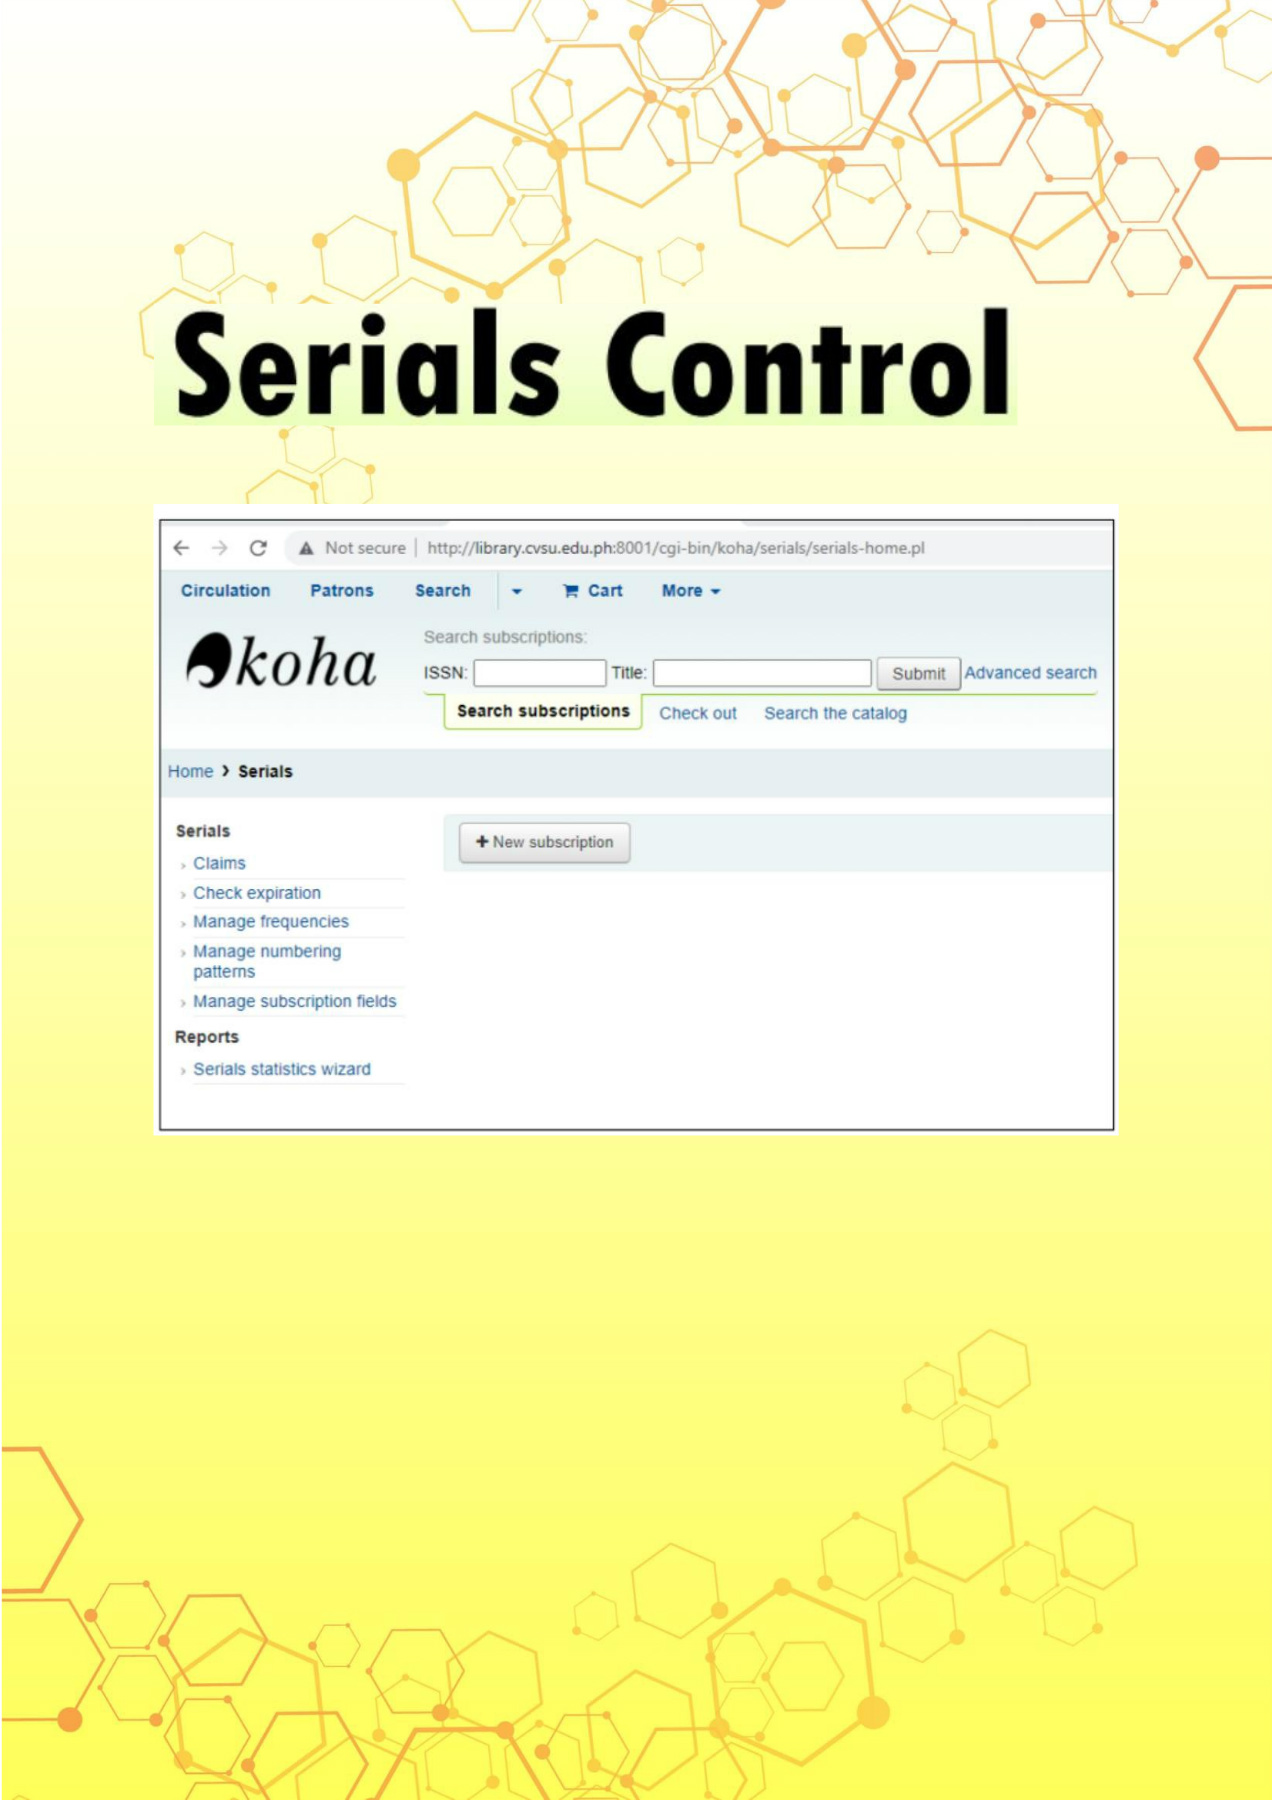 Serials Control
Not secure | http://library.cvsu.edu.ph:8001/cgi-bin/koha/serials/serials-home.pl
Circulation Patrons Search Cart More
koha
Search subscriptions:
ISSN: Title: Submit Advanced search
Search subscriptions Check out Search the catalog
Home › Serials
Serials
+ New subscription
› Claims
› Check expiration
› Manage frequencies
› Manage numbering
patterns
› Manage subscription fields
Reports
› Serials statistics wizard